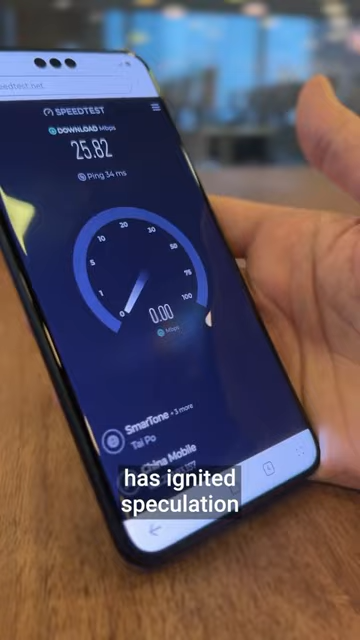 speedtest.net
SPEEDTEST
DOWNLOAD Mbps
25.82
Ping 34 ms
20
10
30
5
50
1
75
0
100
0.00
Mbps
SmarTone + 3 more
Tai Po
China Mobile
has ignited
speculation